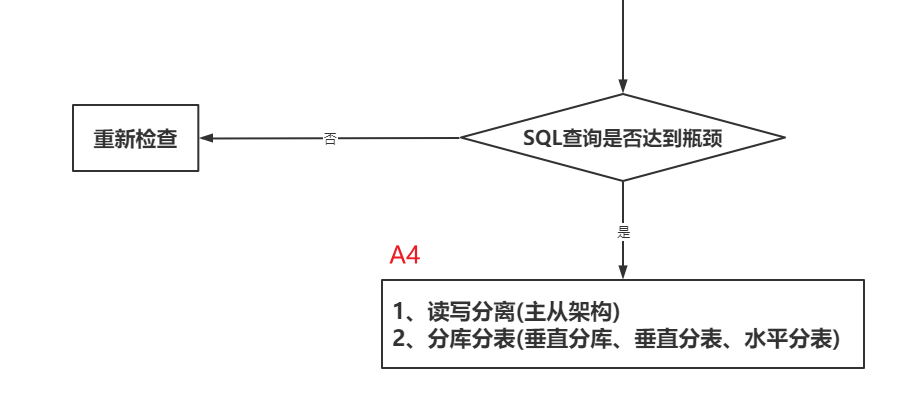 SQL查询是否达到瓶颈
否
重新检查
是
A4
1、读写分离(主从架构)
2、分库分表(垂直分库、垂直分表、水平分表)